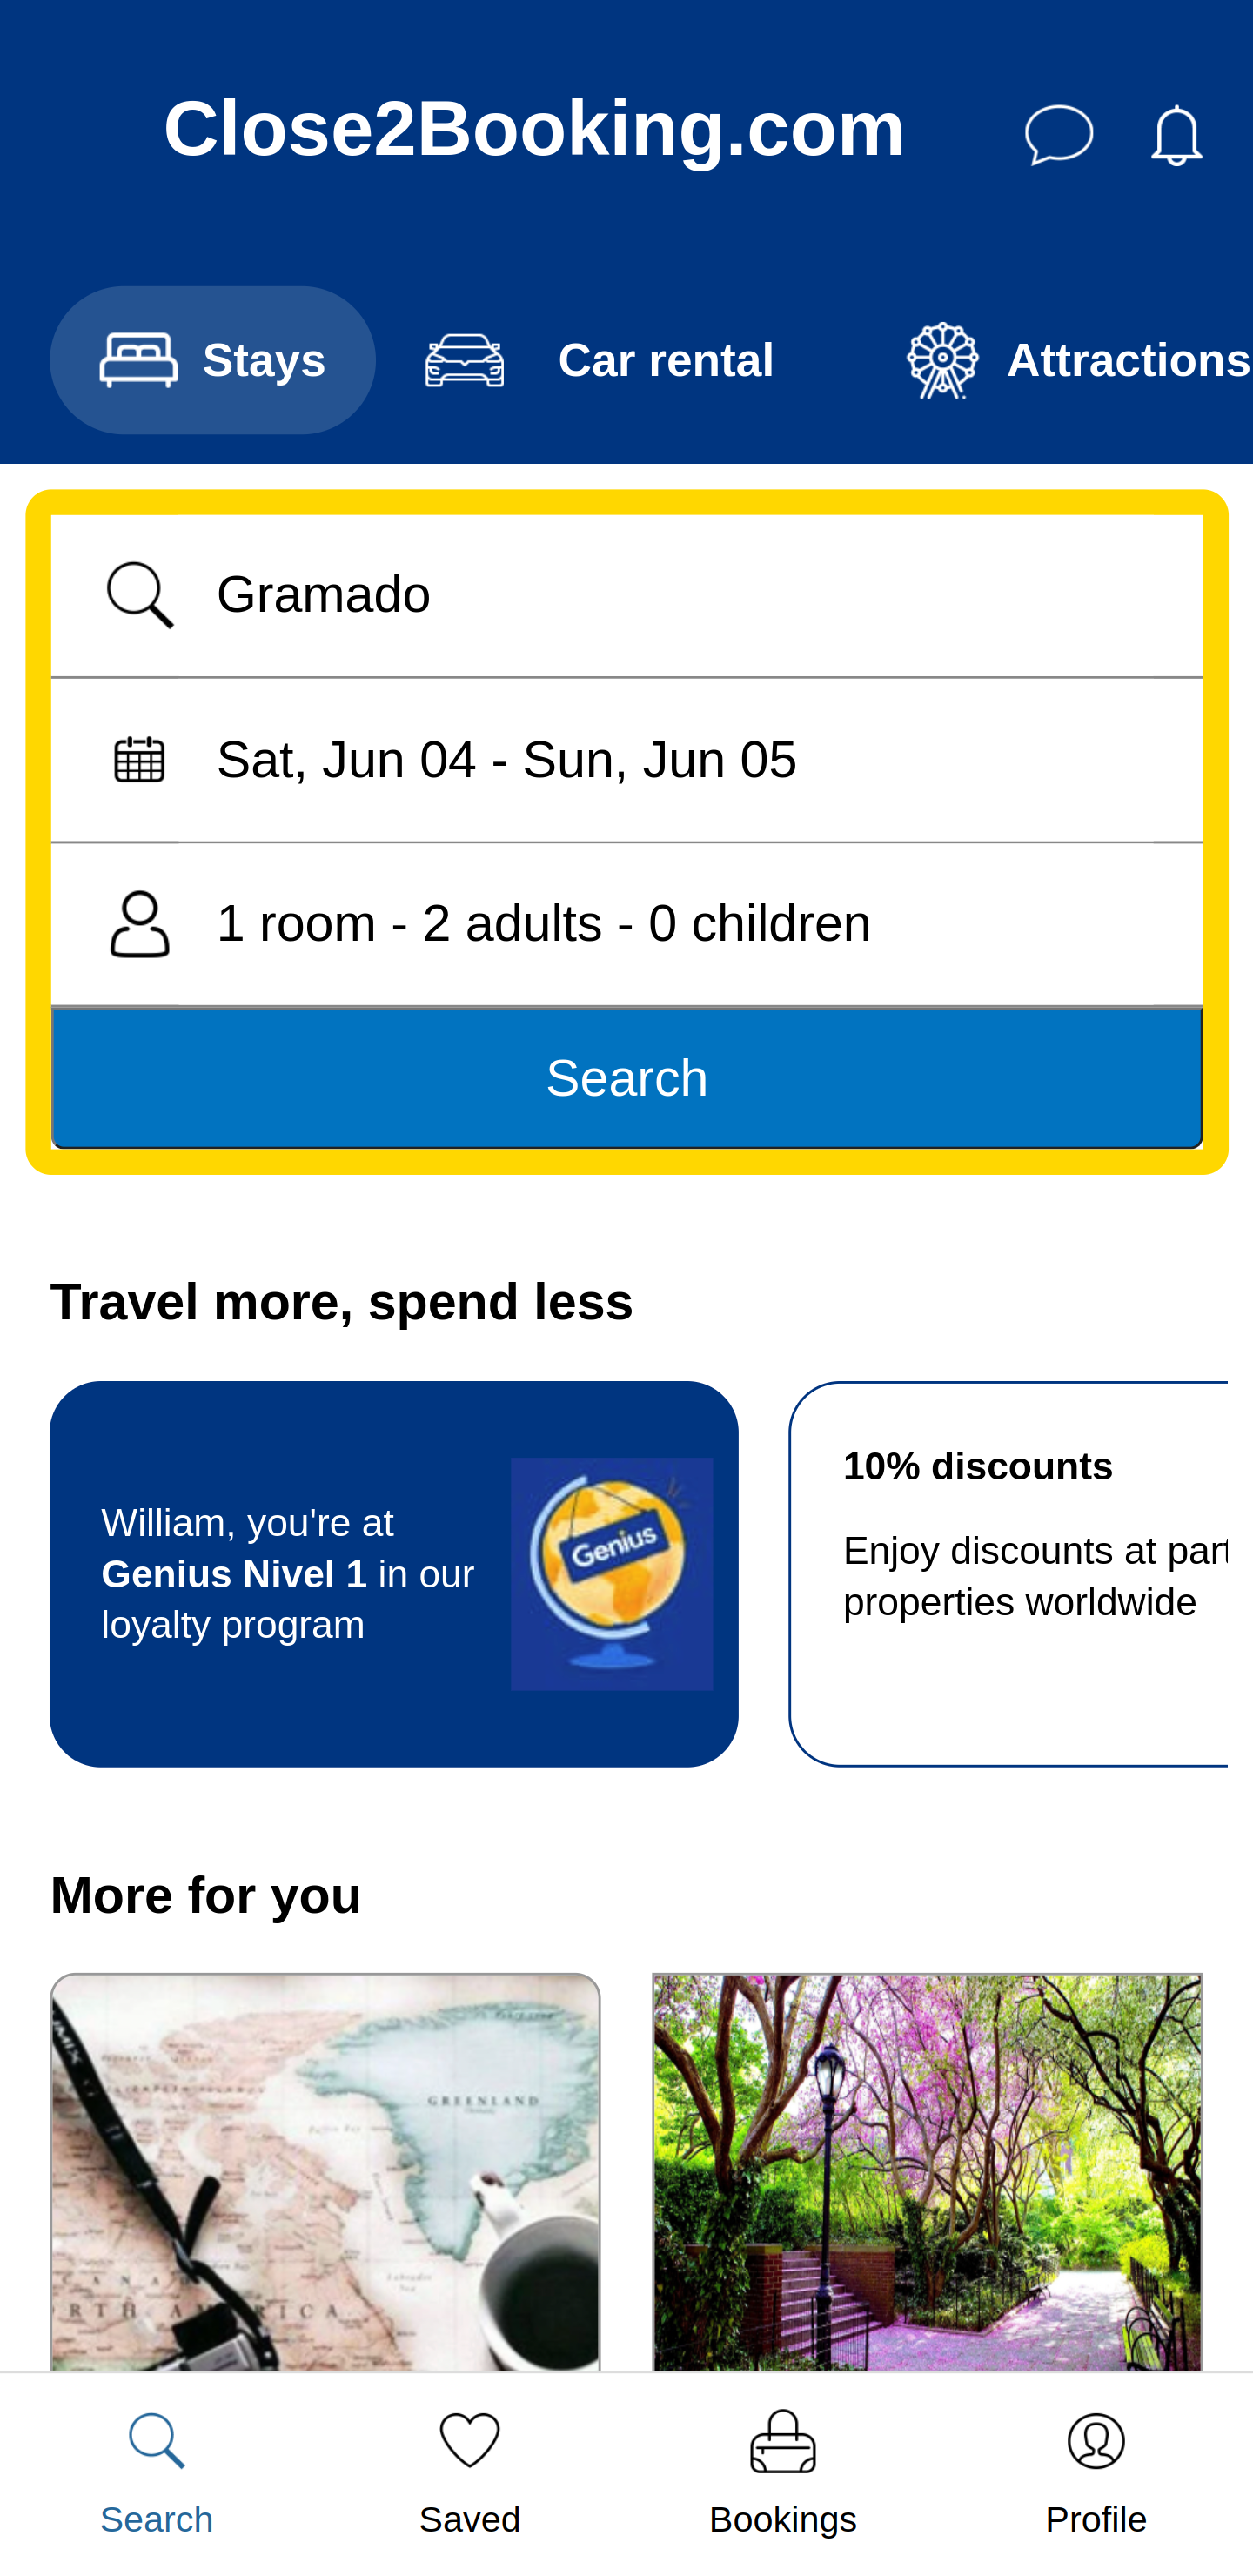 Close2Booking.com
Stays
Car rental
Attractions
Gramado
Sat, Jun 04 - Sun, Jun 05
1 room - 2 adults - 0 children
Search
Travel more, spend less
William, you're at
Genius Nivel 1 in our
loyalty program
Genius
10% discounts
Enjoy discounts at part
properties worldwide
More for you
GREENLAND
Search
Saved
Bookings
Profile